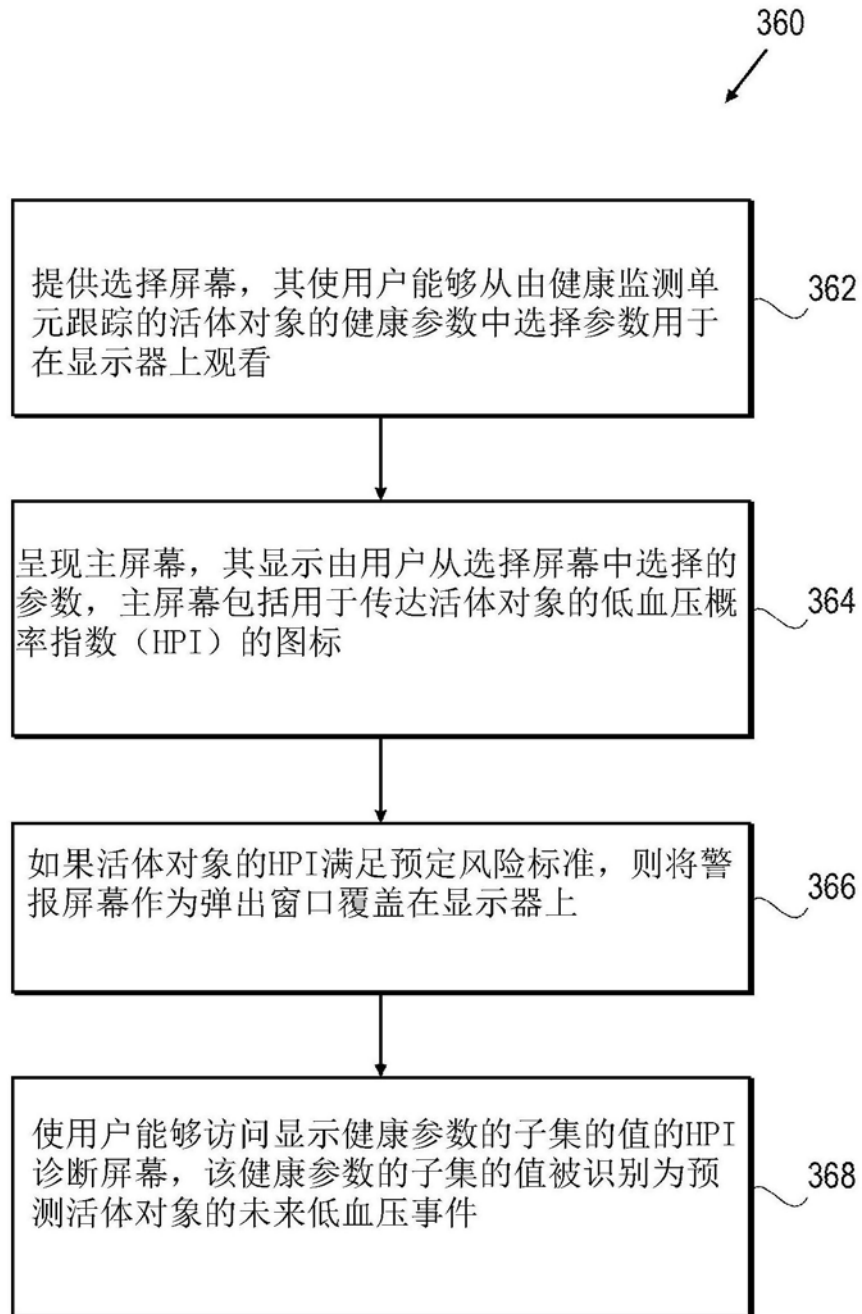 360
提供选择屏幕，其使用户能够从由健康监测单
元跟踪的活体对象的健康参数中选择参数用于
在显示器上观看
362
呈现主屏幕，其显示由用户从选择屏幕中选择的
参数，主屏幕包括用于传达活体对象的低血压概
率指数（HPI）的图标
364
如果活体对象的HPI满足预定风险标准，则将警
报屏幕作为弹出窗口覆盖在显示器上
366
使用户能够访问显示健康参数的子集的值的HPI
诊断屏幕，该健康参数的子集的值被识别为预
测活体对象的未来低血压事件
368